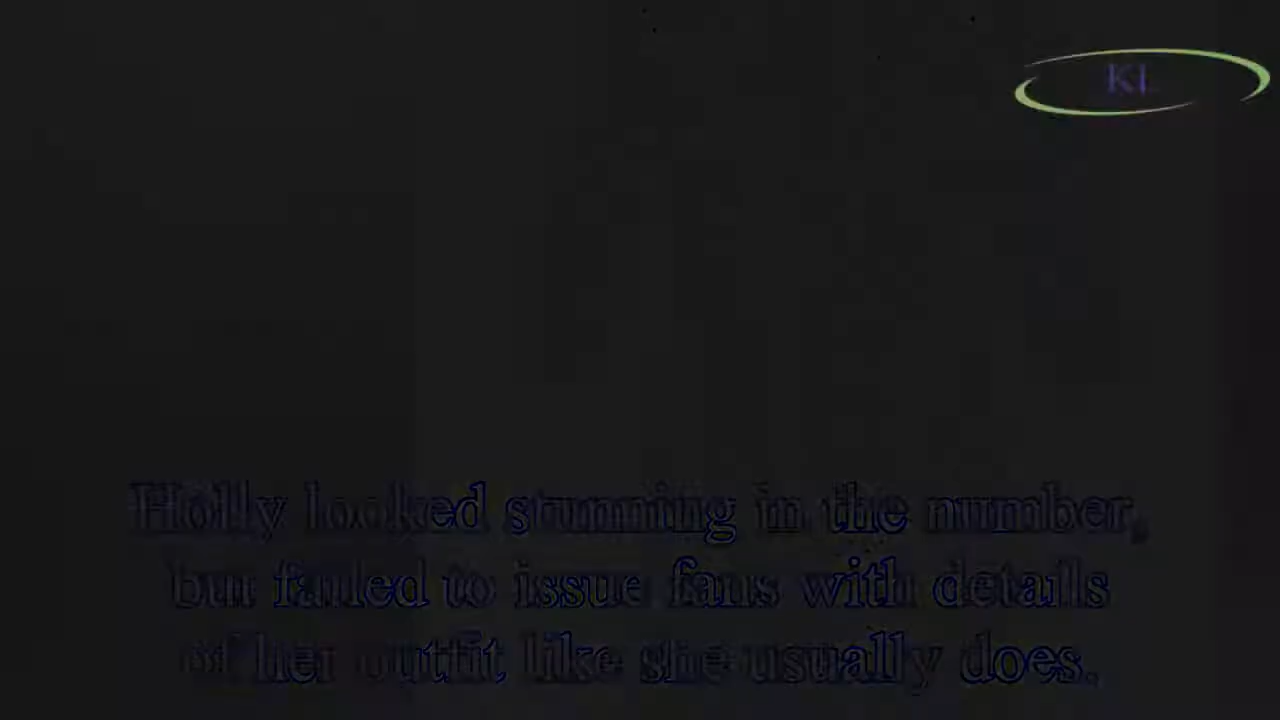 KL
Holly looked stunning in the number,
but failed to issue fans with details
of her outfit like she usually does.